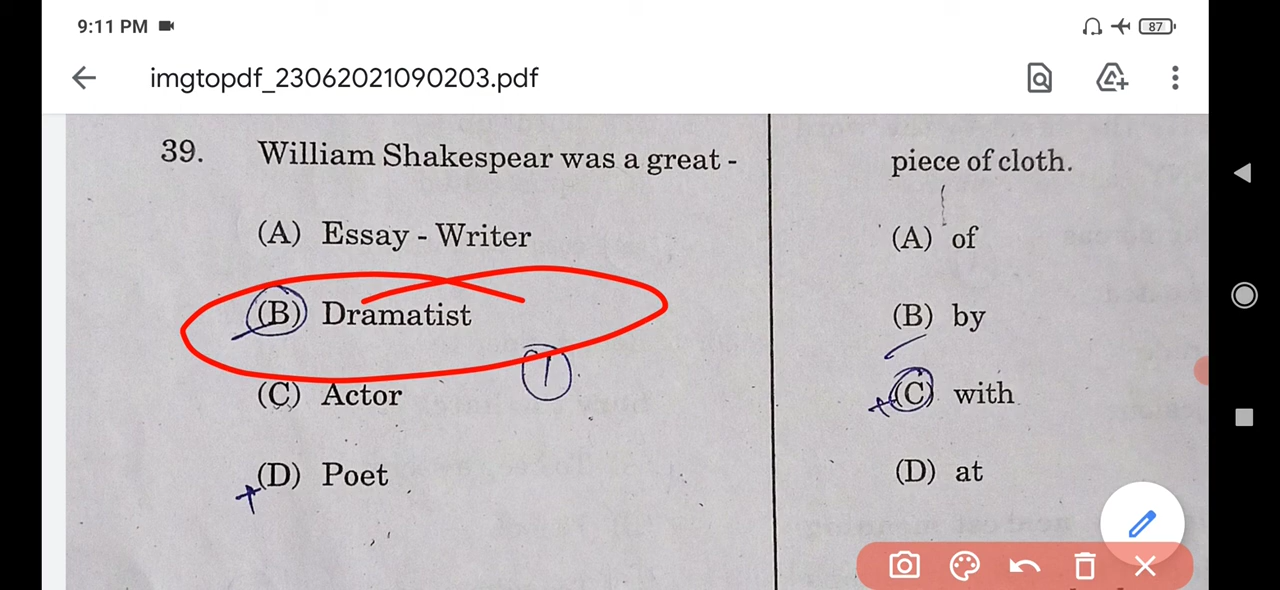 9:11 PM
87
imgtopdf_23062021090203.pdf
39. William Shakespear was a great -
(A) Essay - Writer
(B) Dramatist
(C) Actor
(D) Poet
1
piece of cloth.
(A) of
(B) by
(C) with
(D) at